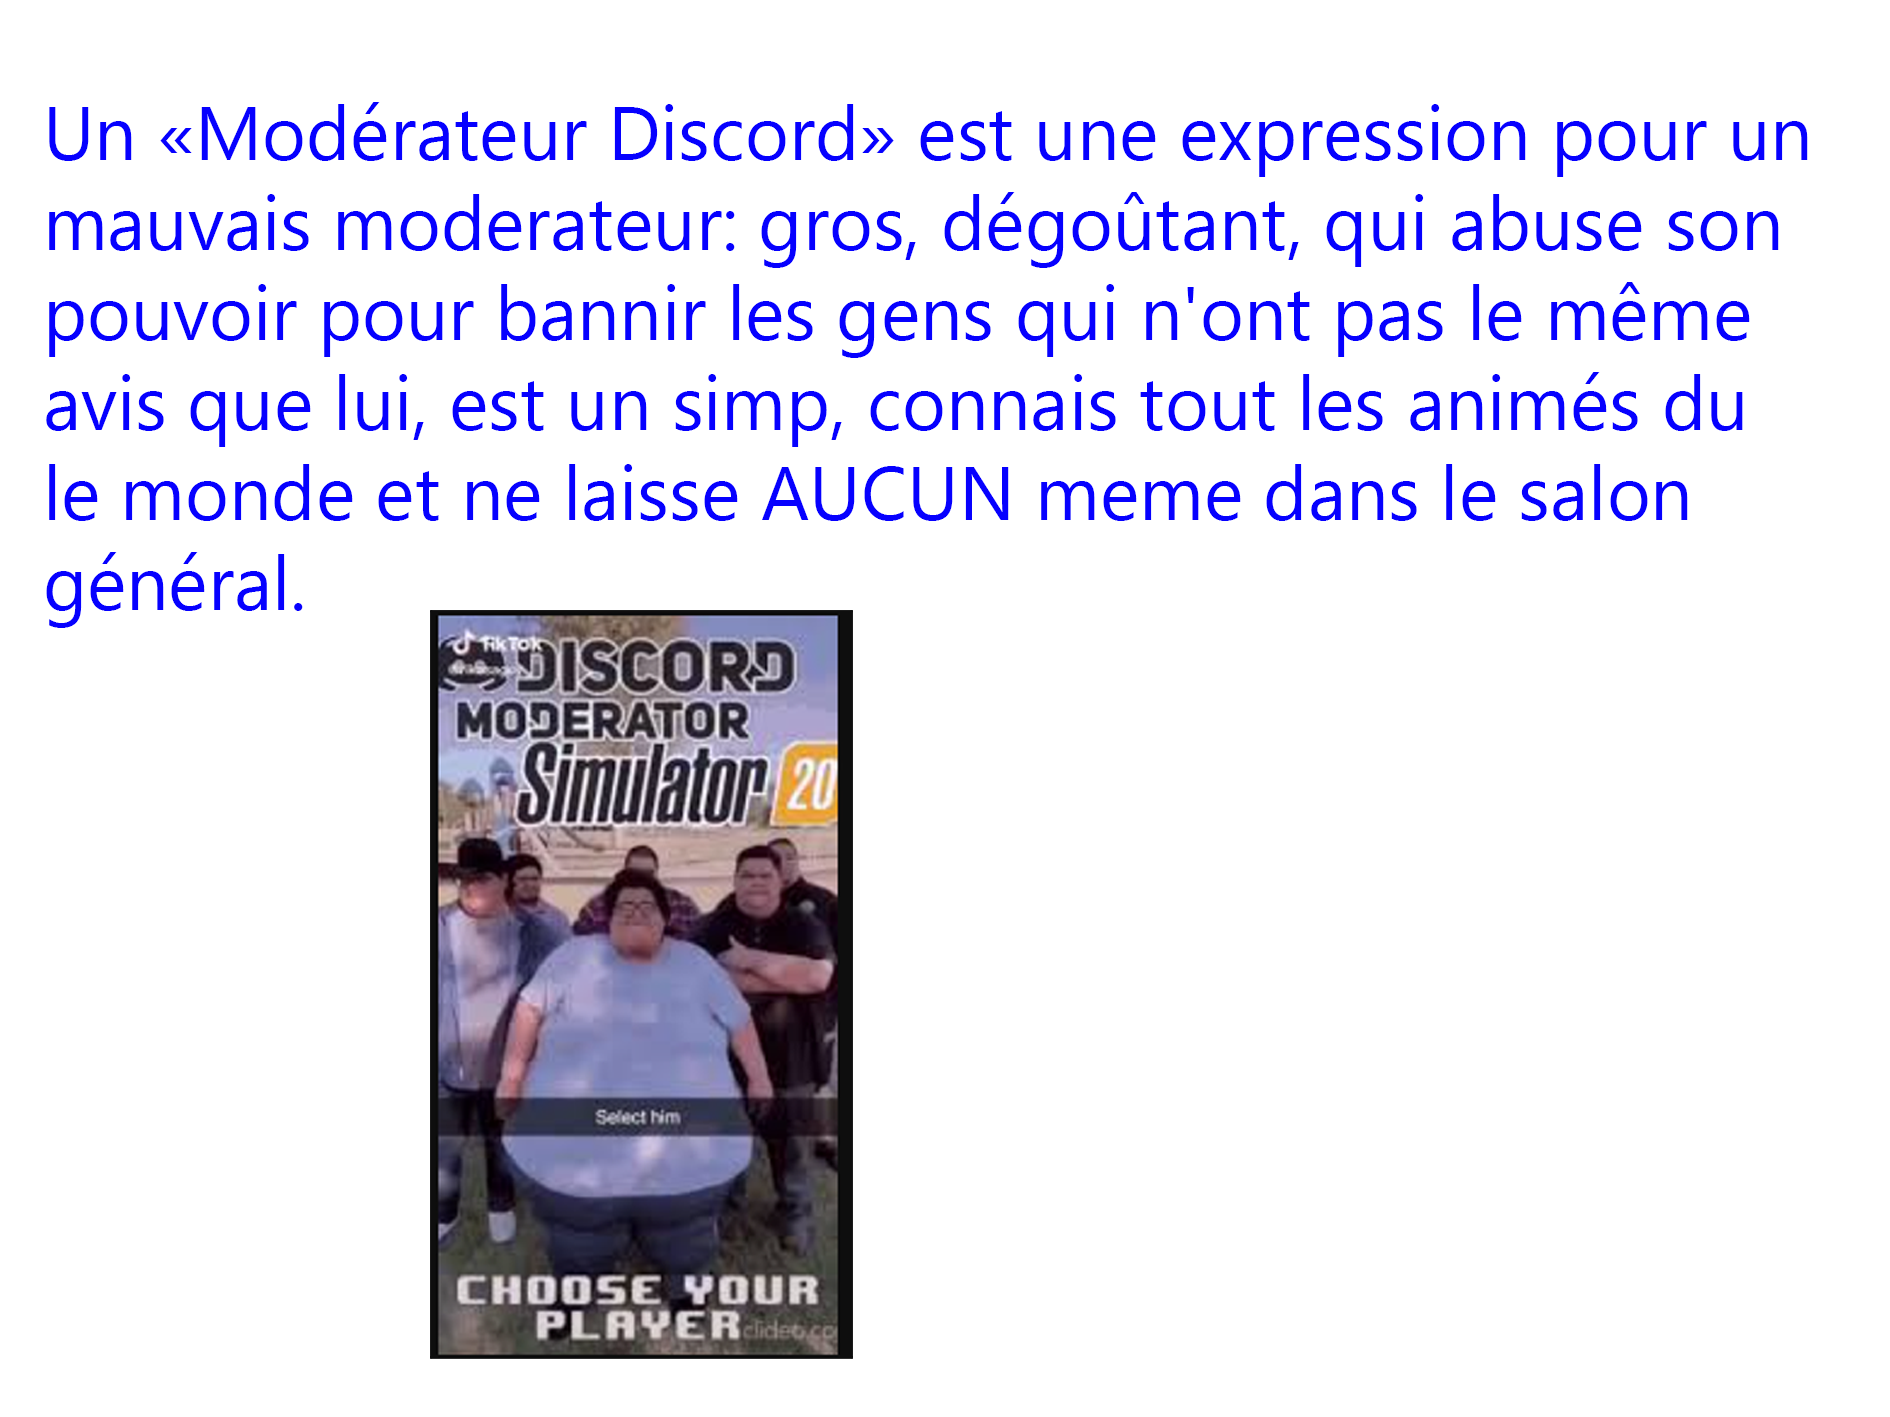 Un «Modérateur Discord» est une expression pour un
mauvais moderateur: gros, dégoûtant, qui abuse son
pouvoir pour bannir les gens qui n'ont pas le même
avis que lui, est un simp, connais tout les animés du
le monde et ne laisse AUCUN meme dans le salon
général.
TikTok
DISCORD
MODERATOR
Simulator 20
Select him
CHOOSE YOUR
PLAYER